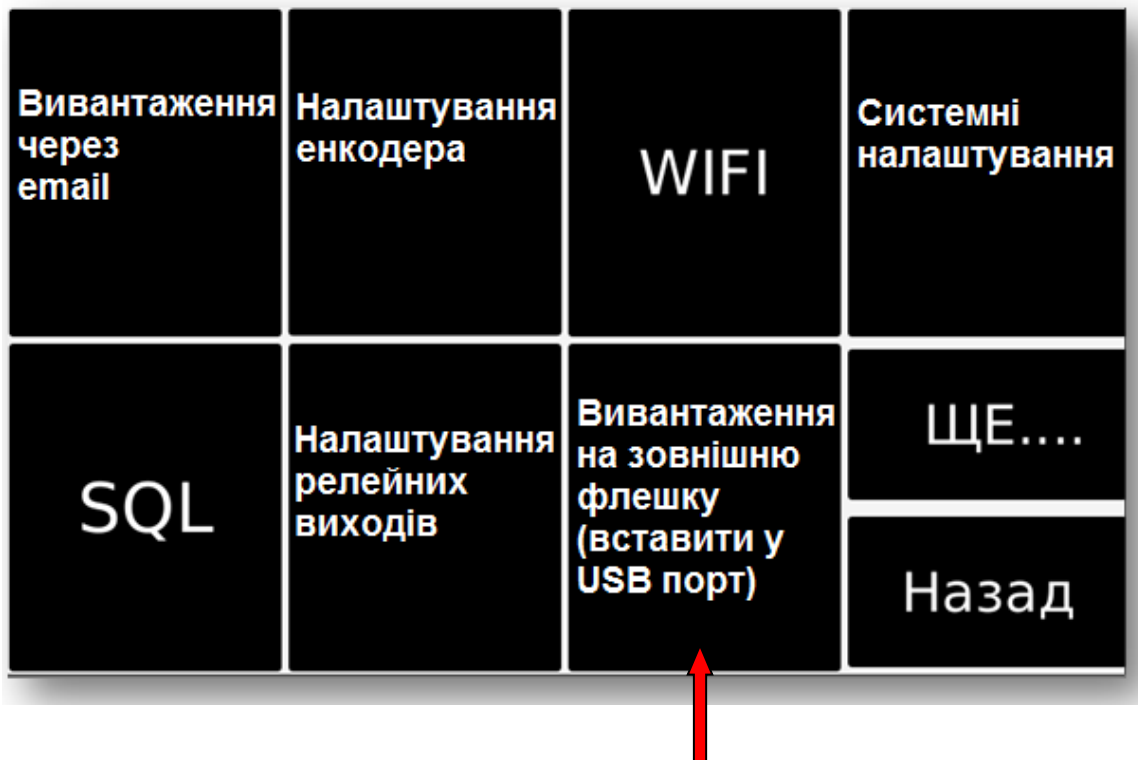 Вивантаження
через
email
Налаштування
енкодера
WIFI
Системні
налаштування
SQL
Налаштування
релейних
виходів
Вивантаження
на зовнішню
флешку
(вставити у
USB порт)
ЩЕ....
Назад